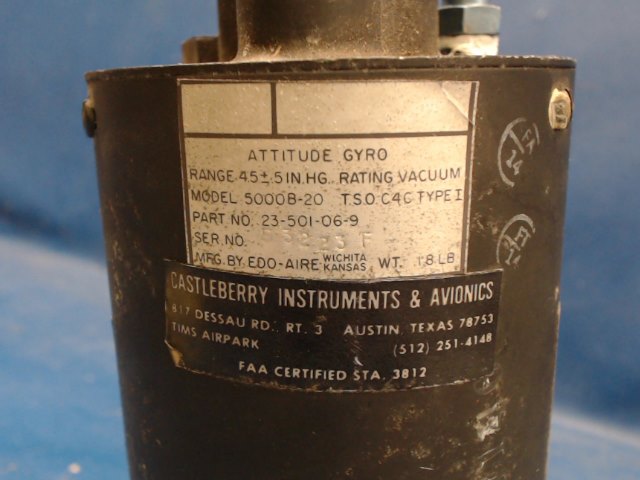 ATTITUDE GYRO
RANGE 4.5±.5 IN.HG. RATING VACUUM
MODEL 5000B-20 T.S.O. C4C TYPE I
PART NO. 23-501-06-9
SER. NO.
MFG. BY EDO-AIRE WICHITA KANSAS WT. 1.8 LB
CASTLEBERRY INSTRUMENTS & AVIONICS
817 DESSAU RD. RT. 3 AUSTIN, TEXAS 78753
TIMS AIRPARK (512) 251-4148
FAA CERTIFIED STA. 3812